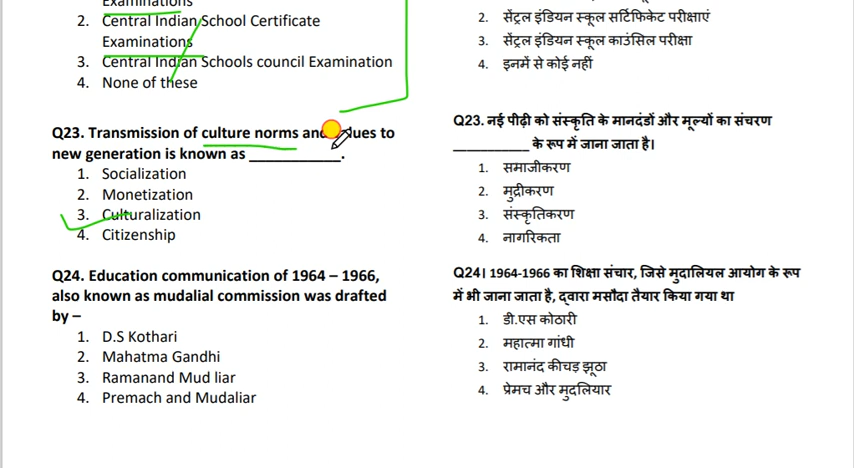 Examinations
2. Central Indian School Certificate
Examinations
3. Central Indian Schools council Examination
4. None of these
Q23. Transmission of culture norms and values to
new generation is known as ___________.
1. Socialization
2. Monetization
3. Culturalization
4. Citizenship
Q24. Education communication of 1964 – 1966,
also known as mudalial commission was drafted
by –
1. D.S Kothari
2. Mahatma Gandhi
3. Ramanand Mud liar
4. Premach and Mudaliar
2. सेंट्रल इंडियन स्कूल सर्टिफिकेट परीक्षाएं
3. सेंट्रल इंडियन स्कूल काउंसिल परीक्षा
4. इनमें से कोई नहीं
Q23. नई पीढ़ी को संस्कृति के मानदंडों और मूल्यों का संचरण
___________ के रूप में जाना जाता है।
1. समाजीकरण
2. मुद्रीकरण
3. संस्कृतिकरण
4. नागरिकता
Q24। 1964-1966 का शिक्षा संचार, जिसे मुदालियल आयोग के रूप
में भी जाना जाता है, द्वारा मसौदा तैयार किया गया था
1. डी.एस कोठारी
2. महात्मा गांधी
3. रामानंद कीचड़ झूठा
4. प्रेमच और मुदलियार